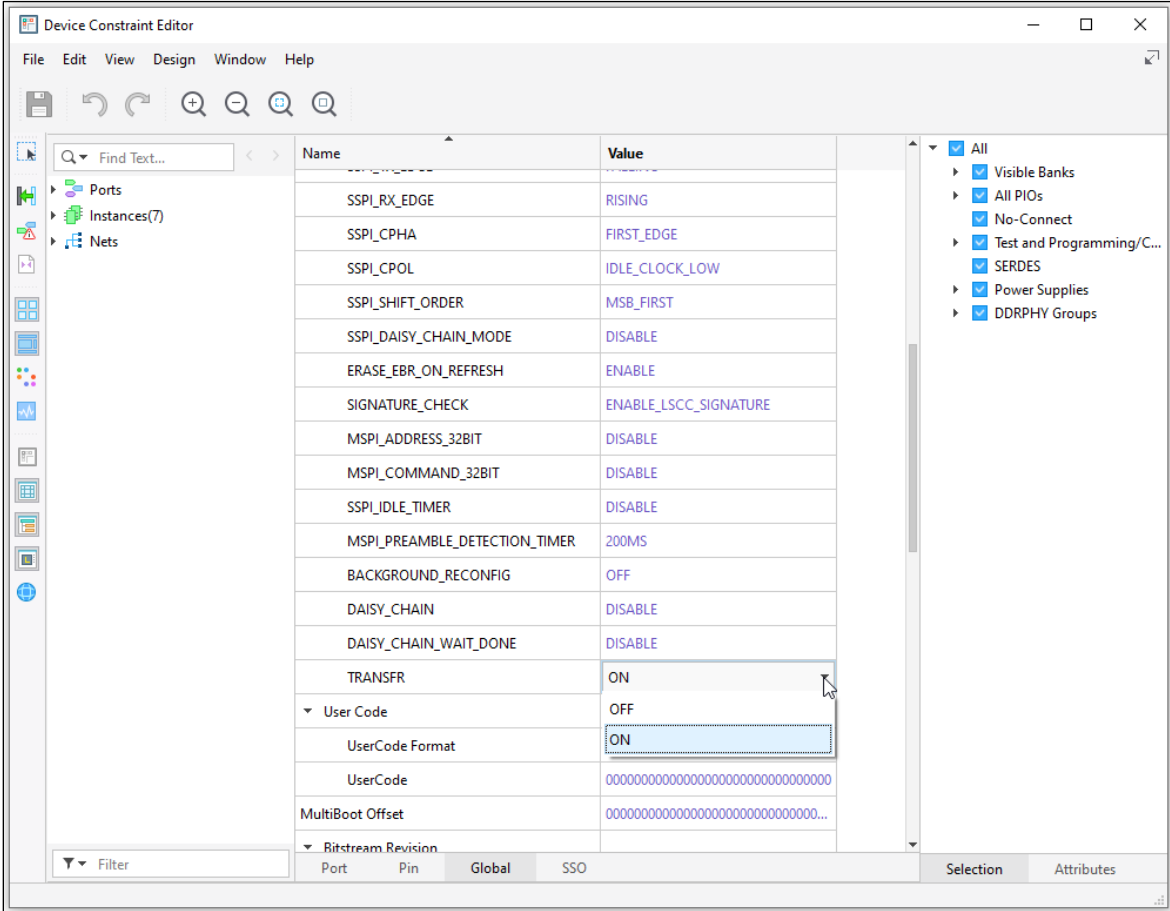 Device Constraint Editor
File Edit View Design Window Help
Find Text...
Ports
Instances(7)
Nets
Filter
Name Value
SSPI_RX_EDGE RISING
SSPI_CPHA FIRST_EDGE
SSPI_CPOL IDLE_CLOCK_LOW
SSPI_SHIFT_ORDER MSB_FIRST
SSPI_DAISY_CHAIN_MODE DISABLE
ERASE_EBR_ON_REFRESH ENABLE
SIGNATURE_CHECK ENABLE_LSCC_SIGNATURE
MSPI_ADDRESS_32BIT DISABLE
MSPI_COMMAND_32BIT DISABLE
SSPI_IDLE_TIMER DISABLE
MSPI_PREAMBLE_DETECTION_TIMER 200MS
BACKGROUND_RECONFIG OFF
DAISY_CHAIN DISABLE
DAISY_CHAIN_WAIT_DONE DISABLE
TRANSFR ON
OFF
ON
User Code
UserCode Format
UserCode 00000000000000000000000000000000
MultiBoot Offset 00000000000000000000000000000...
Bitstream Revision
Port Pin Global SSO
All
Visible Banks
All PIOs
No-Connect
Test and Programming/C...
SERDES
Power Supplies
DDRPHY Groups
Selection Attributes